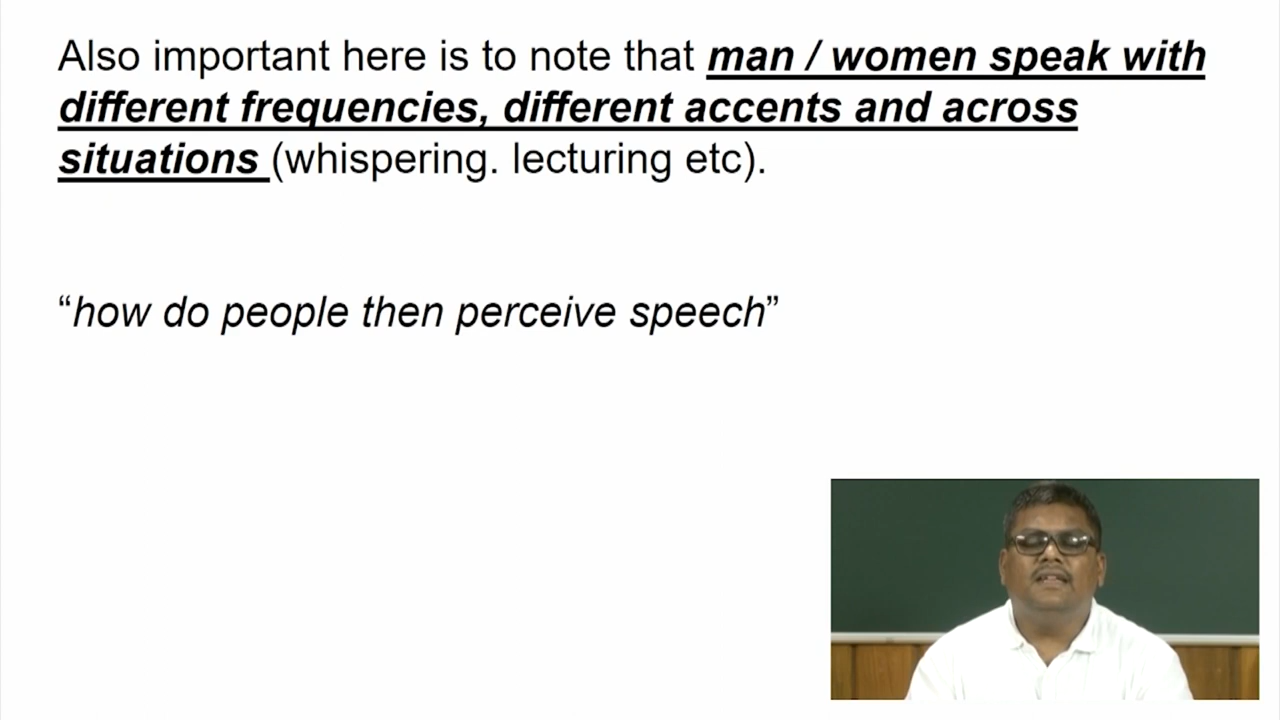 Also important here is to note that man / women speak with
different frequencies, different accents and across
situations (whispering. lecturing etc).
“how do people then perceive speech”